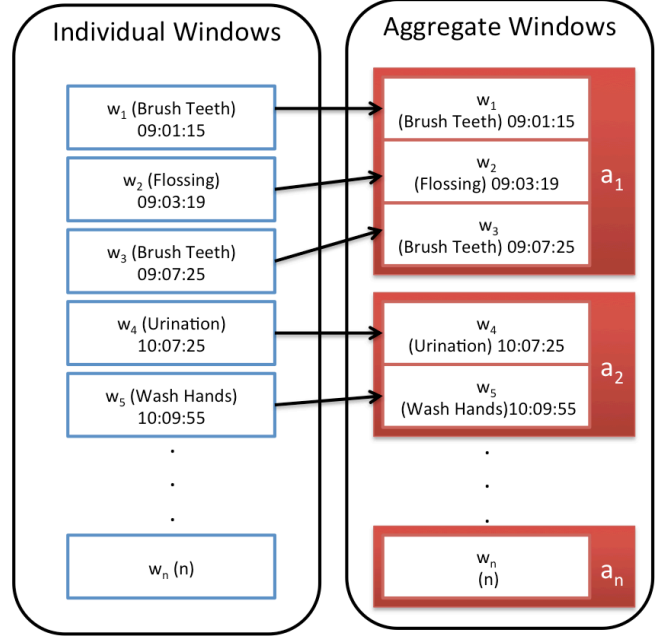 Individual Windows
w1 (Brush Teeth)
09:01:15
w2 (Flossing)
09:03:19
w3 (Brush Teeth)
09:07:25
w4 (Urination)
10:07:25
w5 (Wash Hands)
10:09:55
.
.
.
wn (n)
Aggregate Windows
w1
(Brush Teeth) 09:01:15
w2
(Flossing) 09:03:19
w3
(Brush Teeth) 09:07:25
a1
w4
(Urination) 10:07:25
w5
(Wash Hands)10:09:55
a2
.
.
.
wn
(n)
an